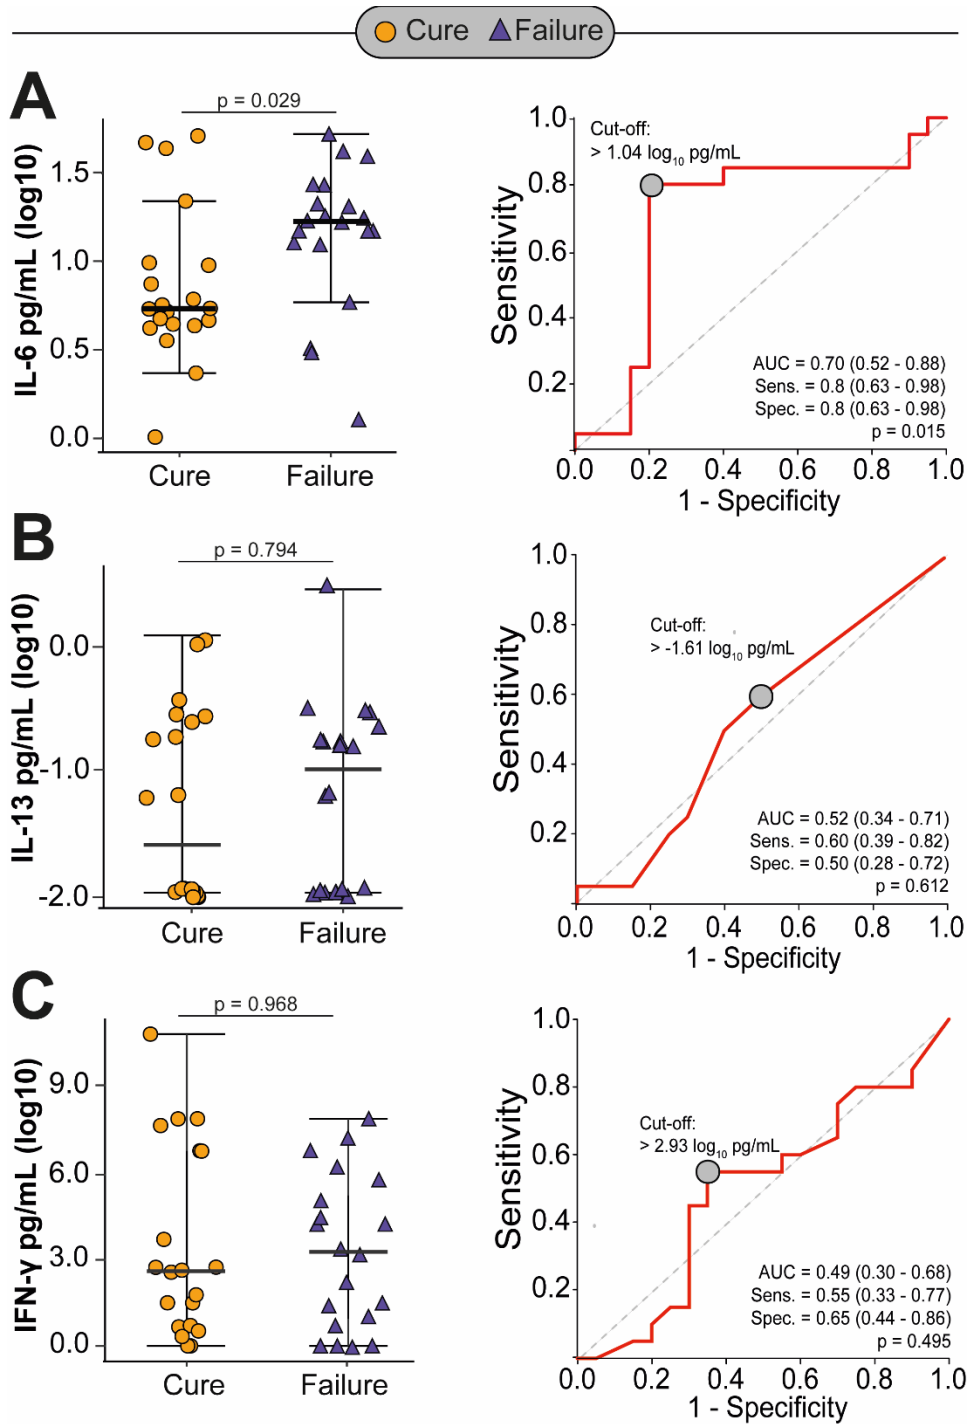 Cure Failure
A
p = 0.029
IL-6 pg/mL (log10)
1.5
1.0
0.5
0.0
Cure Failure
Sensitivity
1.0
0.8
0.6
0.4
0.2
Cut-off:
> 1.04 log10 pg/mL
AUC = 0.70 (0.52 - 0.88)
Sens. = 0.8 (0.63 - 0.98)
Spec. = 0.8 (0.63 - 0.98)
p = 0.015
0.0 0.2 0.4 0.6 0.8 1.0
1 - Specificity
B
p = 0.794
IL-13 pg/mL (log10)
0.0
-1.0
-2.0
Cure Failure
Sensitivity
1.0
0.8
0.6
0.4
0.2
Cut-off:
> -1.61 log10 pg/mL
AUC = 0.52 (0.34 - 0.71)
Sens. = 0.60 (0.39 - 0.82)
Spec. = 0.50 (0.28 - 0.72)
p = 0.612
0.0 0.2 0.4 0.6 0.8 1.0
1 - Specificity
C
p = 0.968
IFN-γ pg/mL (log10)
9.0
6.0
3.0
0.0
Cure Failure
Sensitivity
1.0
0.8
0.6
0.4
0.2
Cut-off:
> 2.93 log10 pg/mL
AUC = 0.49 (0.30 - 0.68)
Sens. = 0.55 (0.33 - 0.77)
Spec. = 0.65 (0.44 - 0.86)
p = 0.495
0.0 0.2 0.4 0.6 0.8 1.0
1 - Specificity